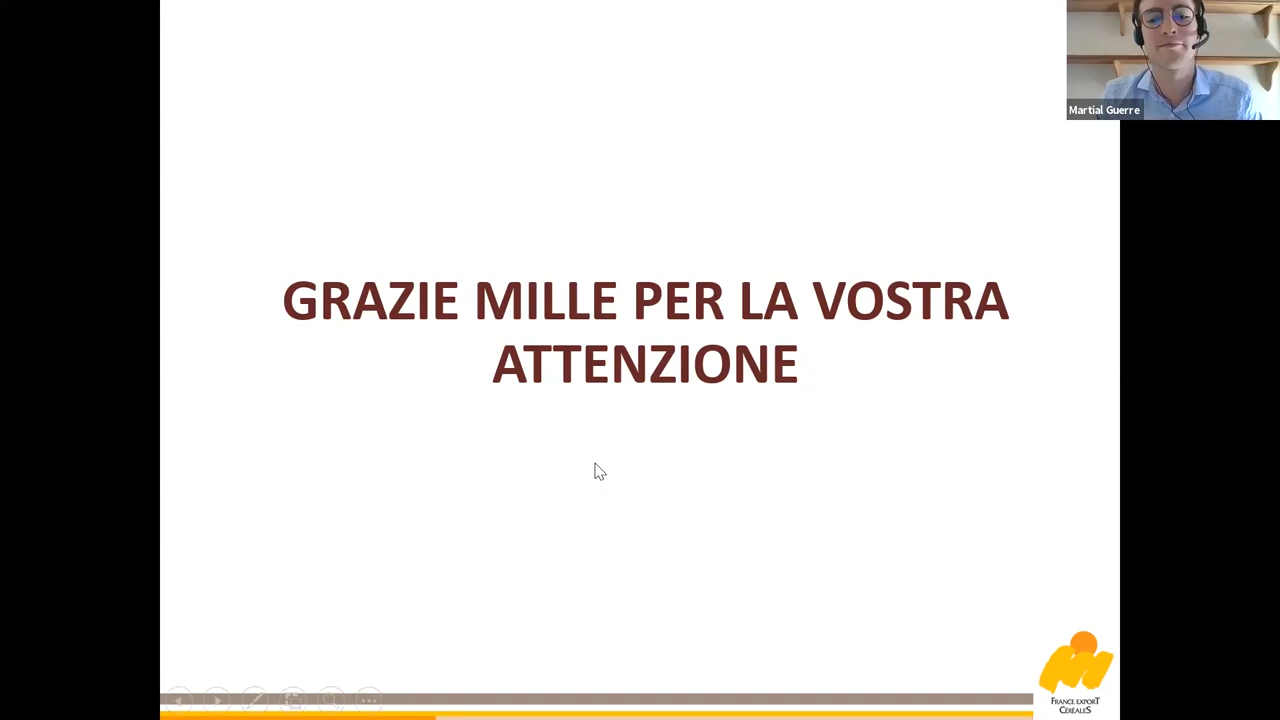 Martial Guerre
GRAZIE MILLE PER LA VOSTRA
ATTENZIONE
FRANCE EXPORT
CÉRÉALES